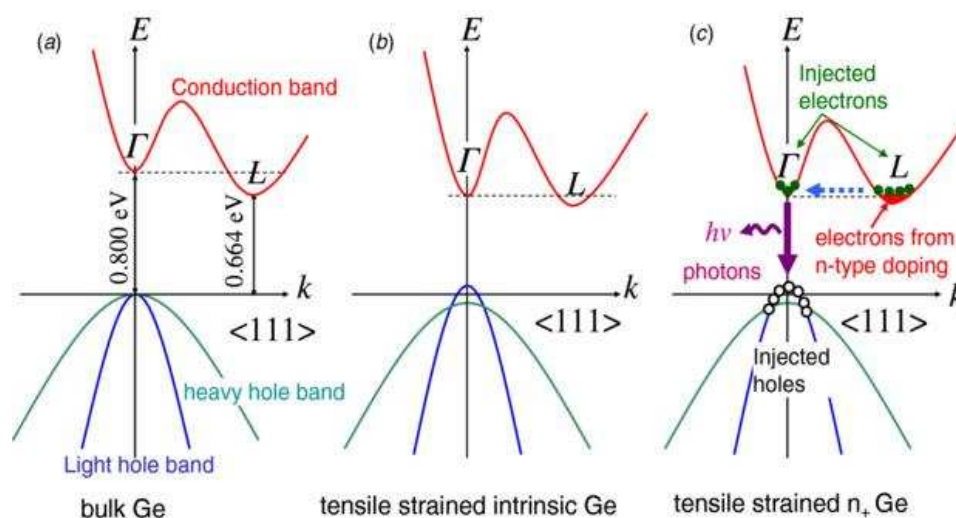 (a)
E
Conduction band
Γ
L
0.800 eV
0.664 eV
k
<111>
heavy hole band
Light hole band
bulk Ge
(b)
E
Γ
L
k
<111>
tensile strained intrinsic Ge
(c)
E
Injected
electrons
Γ
L
hν
photons
electrons from
n-type doping
k
<111>
Injected
holes
tensile strained n+ Ge